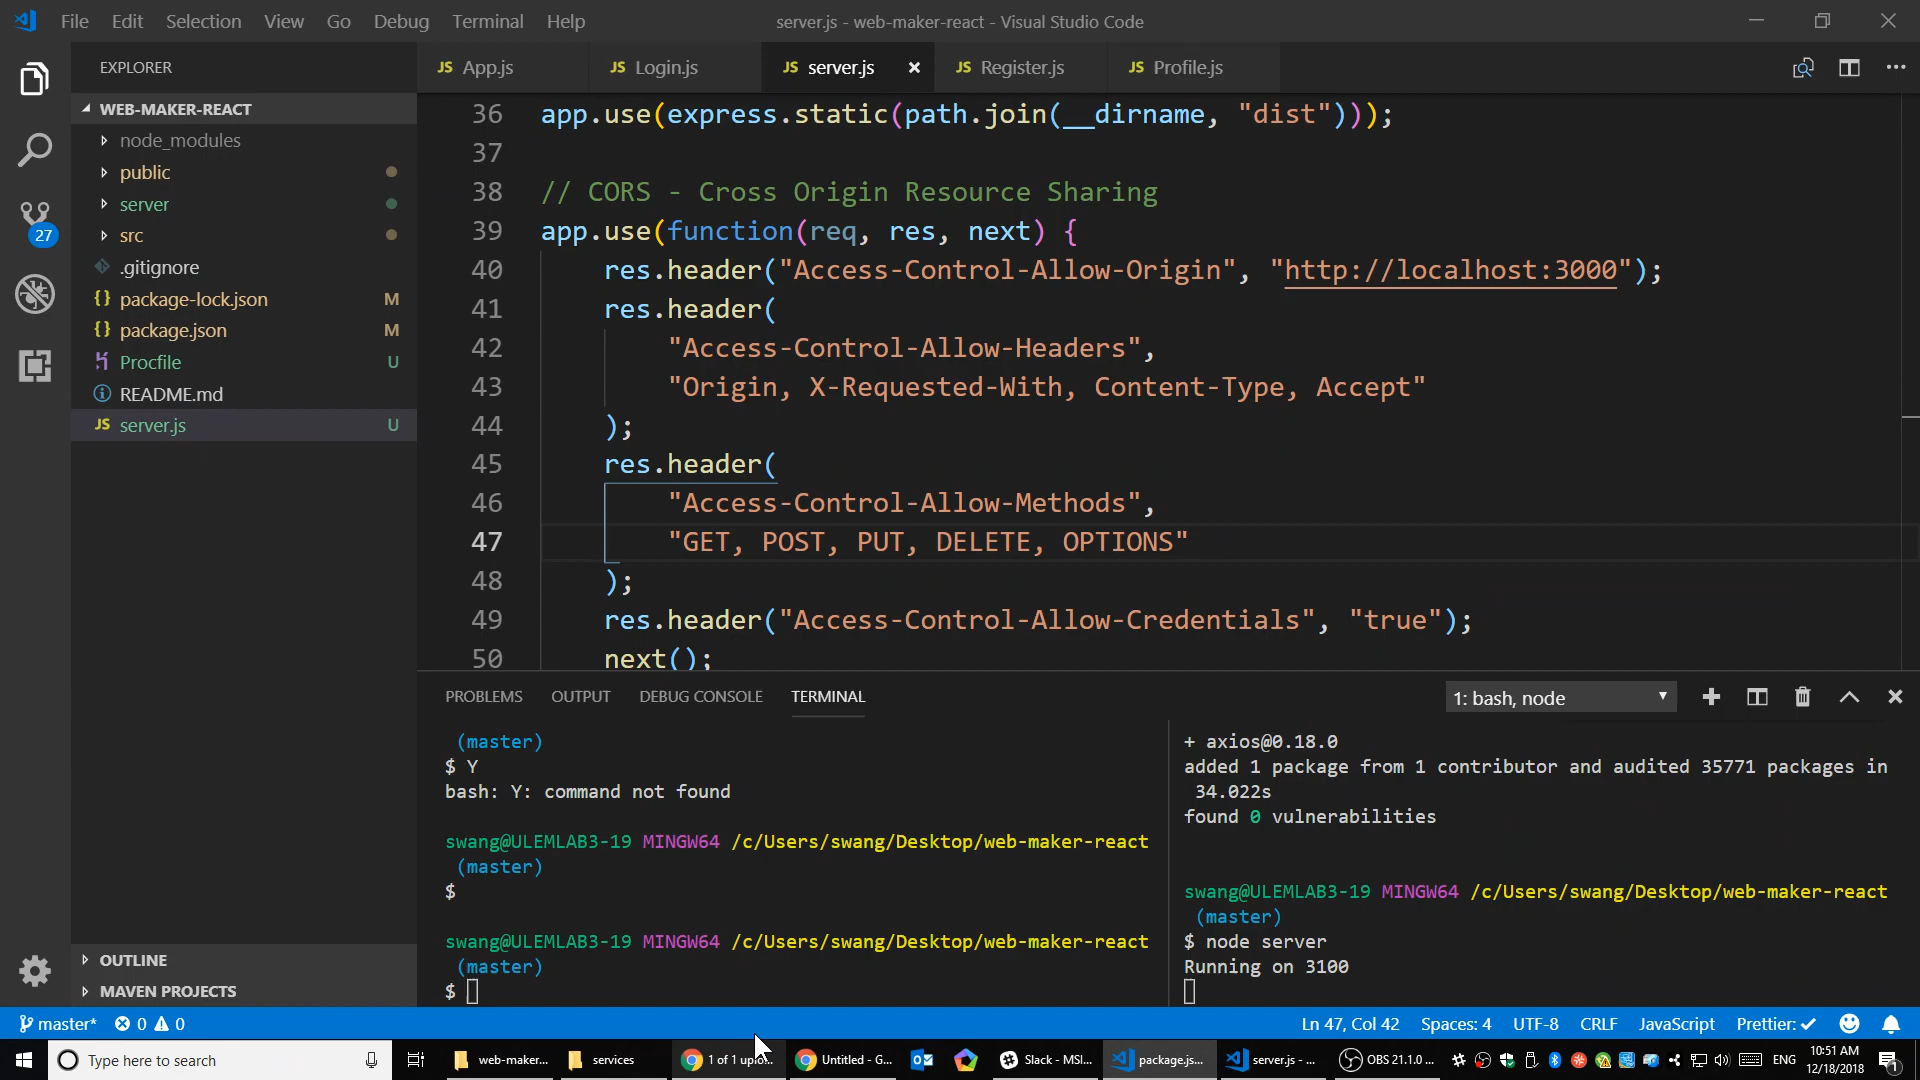 File Edit Selection View Go Debug Terminal Help
server.js - web-maker-react - Visual Studio Code
EXPLORER
JS App.js
JS Login.js
JS server.js
JS Register.js
JS Profile.js
WEB-MAKER-REACT
node_modules
public
server
src
.gitignore
{} package-lock.json M
{} package.json M
Procfile U
README.md
JS server.js U
27
OUTLINE
MAVEN PROJECTS
36 app.use(express.static(path.join(__dirname, "dist")));
37
38 // CORS - Cross Origin Resource Sharing
39 app.use(function(req, res, next) {
40 res.header("Access-Control-Allow-Origin", "http://localhost:3000");
41 res.header(
42 "Access-Control-Allow-Headers",
43 "Origin, X-Requested-With, Content-Type, Accept"
44 );
45 res.header(
46 "Access-Control-Allow-Methods",
47 "GET, POST, PUT, DELETE, OPTIONS"
48 );
49 res.header("Access-Control-Allow-Credentials", "true");
50 next();
PROBLEMS OUTPUT DEBUG CONSOLE TERMINAL
1: bash, node
(master)
$ Y
bash: Y: command not found
swang@ULEMLAB3-19 MINGW64 /c/Users/swang/Desktop/web-maker-react
(master)
$
swang@ULEMLAB3-19 MINGW64 /c/Users/swang/Desktop/web-maker-react
(master)
$
+ axios@0.18.0
added 1 package from 1 contributor and audited 35771 packages in
34.022s
found 0 vulnerabilities
swang@ULEMLAB3-19 MINGW64 /c/Users/swang/Desktop/web-maker-react
(master)
$ node server
Running on 3100
master* 0 0
Ln 47, Col 42 Spaces: 4 UTF-8 CRLF JavaScript Prettier: ✓
Type here to search
web-maker...
services
1 of 1 uplo...
Untitled - G...
Slack - MSI...
package.js...
server.js - ...
OBS 21.1.0 ...
ENG
10:51 AM
12/18/2018
1